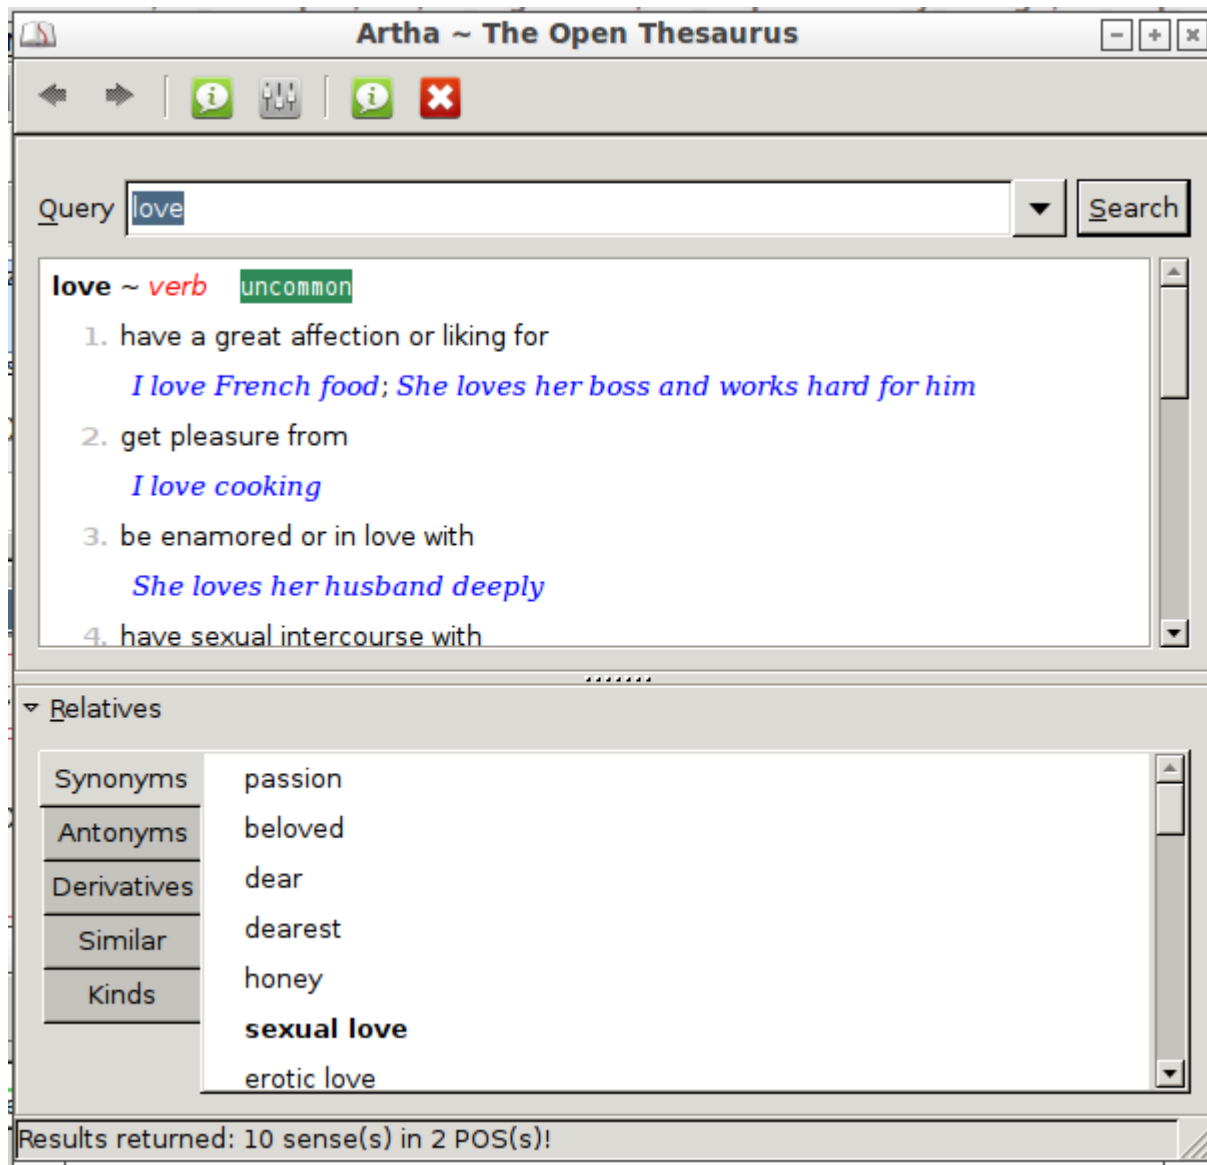 Artha ~ The Open Thesaurus
Query love Search
love ~ verb uncommon
1. have a great affection or liking for
I love French food; She loves her boss and works hard for him
2. get pleasure from
I love cooking
3. be enamored or in love with
She loves her husband deeply
4. have sexual intercourse with
Relatives
Synonyms passion
Antonyms beloved
Derivatives dear
Similar dearest
Kinds honey
sexual love
erotic love
Results returned: 10 sense(s) in 2 POS(s)!